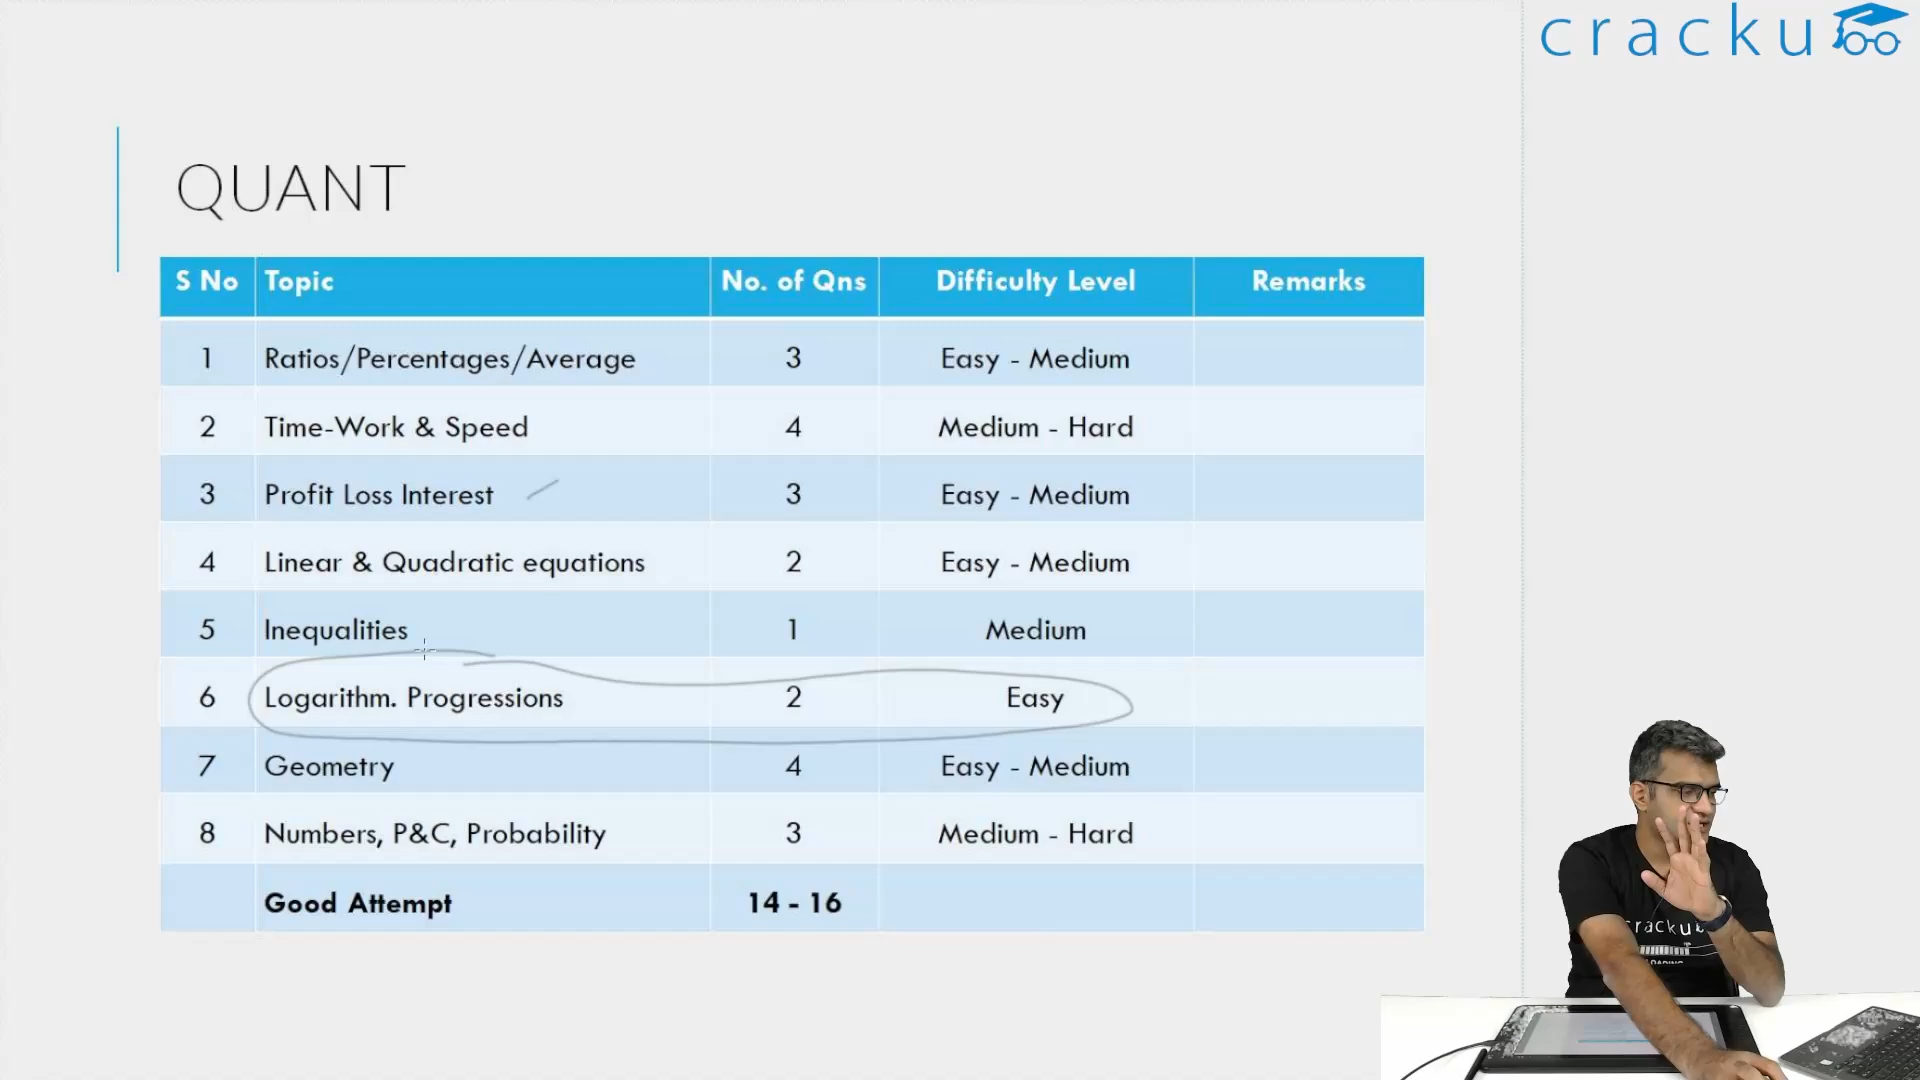 cracku
QUANT
S No Topic No. of Qns Difficulty Level Remarks
1 Ratios/Percentages/Average 3 Easy - Medium
2 Time-Work & Speed 4 Medium - Hard
3 Profit Loss Interest 3 Easy - Medium
4 Linear & Quadratic equations 2 Easy - Medium
5 Inequalities 1 Medium
6 Logarithm. Progressions 2 Easy
7 Geometry 4 Easy - Medium
8 Numbers, P&C, Probability 3 Medium - Hard
Good Attempt 14 - 16